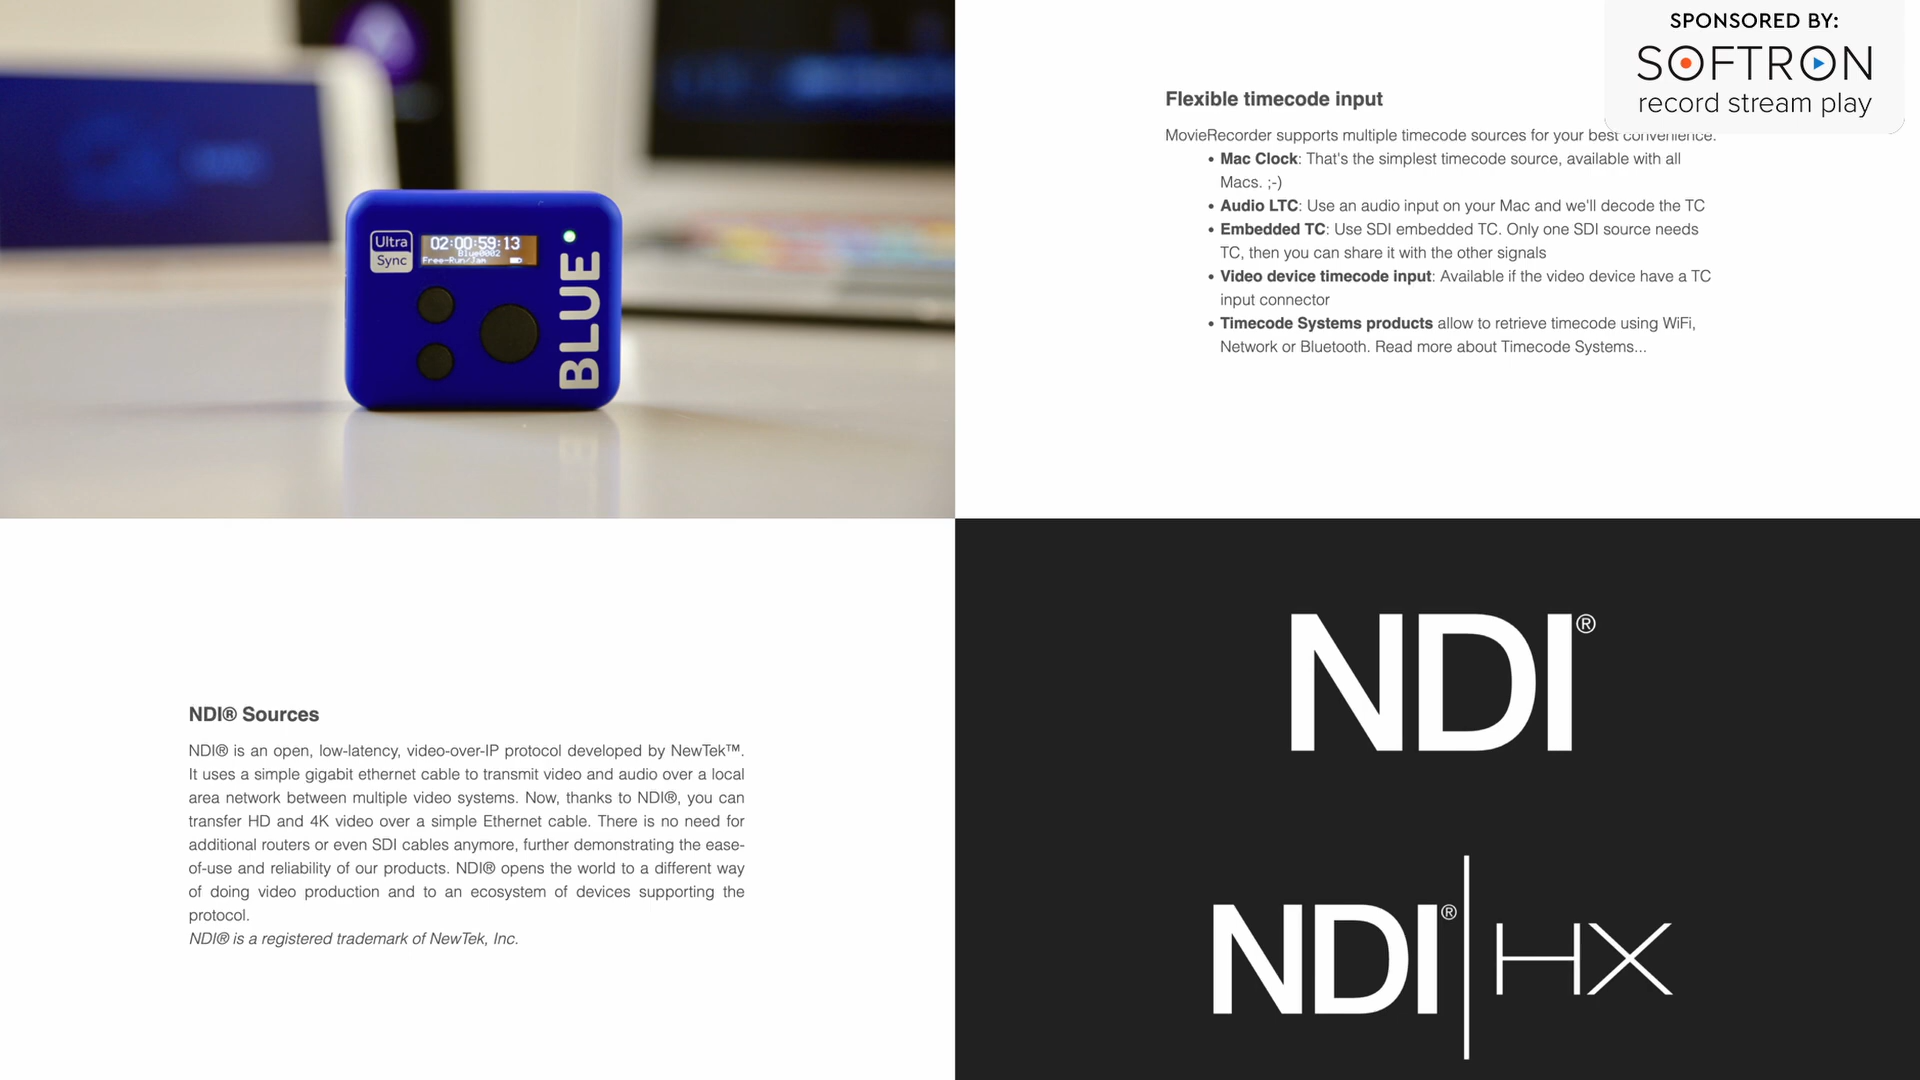 SPONSORED BY:
SOFTRON
record stream play
Ultra
Sync
02:00:59:13
Blue0002
Free-Run/Jam
BLUE
Flexible timecode input
MovieRecorder supports multiple timecode sources for your best convenience.
• Mac Clock: That's the simplest timecode source, available with all
Macs. ;-)
• Audio LTC: Use an audio input on your Mac and we'll decode the TC
• Embedded TC: Use SDI embedded TC. Only one SDI source needs
TC, then you can share it with the other signals
• Video device timecode input: Available if the video device have a TC
input connector
• Timecode Systems products allow to retrieve timecode using WiFi,
Network or Bluetooth. Read more about Timecode Systems...
NDI® Sources
NDI® is an open, low-latency, video-over-IP protocol developed by NewTek™.
It uses a simple gigabit ethernet cable to transmit video and audio over a local
area network between multiple video systems. Now, thanks to NDI®, you can
transfer HD and 4K video over a simple Ethernet cable. There is no need for
additional routers or even SDI cables anymore, further demonstrating the ease-
of-use and reliability of our products. NDI® opens the world to a different way
of doing video production and to an ecosystem of devices supporting the
protocol.
NDI® is a registered trademark of NewTek, Inc.
NDI®
NDI® | HX